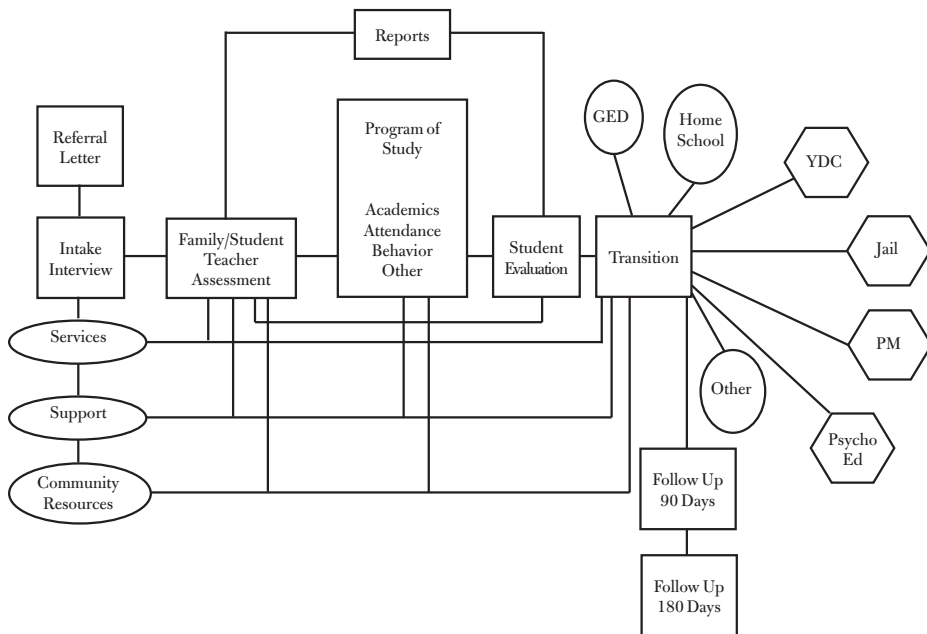 Reports
Referral
Letter
Program of
Study
Academics
Attendance
Behavior
Other
GED
Home
School
YDC
Intake
Interview
Family/Student
Teacher
Assessment
Student
Evaluation
Transition
Jail
Services
PM
Support
Other
Psycho
Ed
Community
Resources
Follow Up
90 Days
Follow Up
180 Days